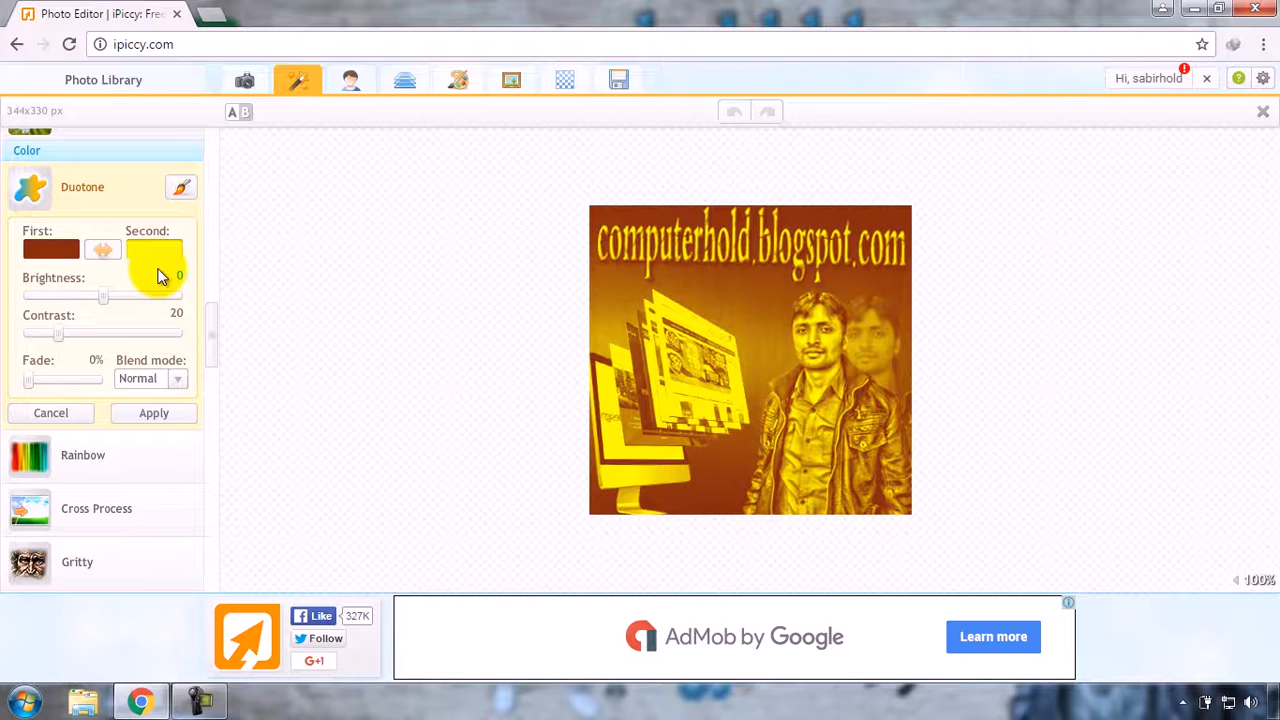 Photo Editor | iPiccy: Free
ipiccy.com
Photo Library
Hi, sabirhold
344x330 px
A B
Color
Duotone
First: Second:
Brightness: 0
Contrast: 20
Fade: 0% Blend mode:
Normal
Cancel Apply
Rainbow
Cross Process
Gritty
computerhold.blogspot.com
100%
Like 327K
Follow
G+1
AdMob by Google
Learn more